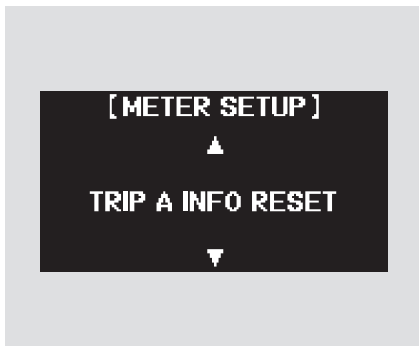 [METER SETUP]
▲
TRIP A INFO RESET
▼